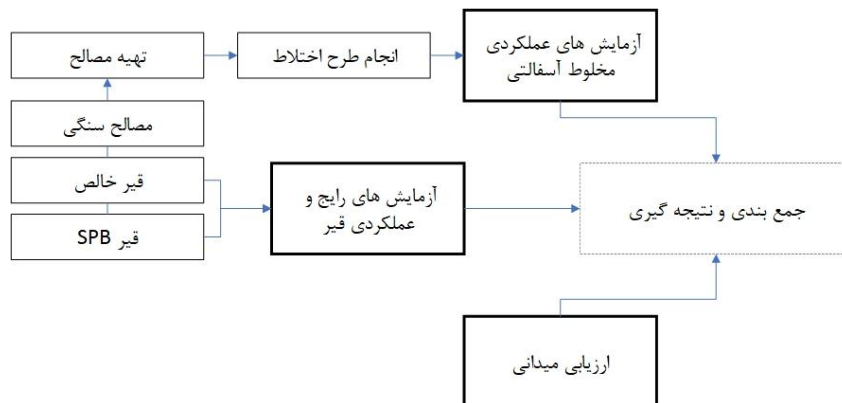 تهیه مصالح
انجام طرح اختلاط
آزمایش های عملکردی
مخلوط آسفالتی
مصالح سنگی
قیر خالص
قیر SPB
آزمایش های رایج و
عملکردی قیر
جمع بندی و نتیجه گیری
ارزیابی میدانی